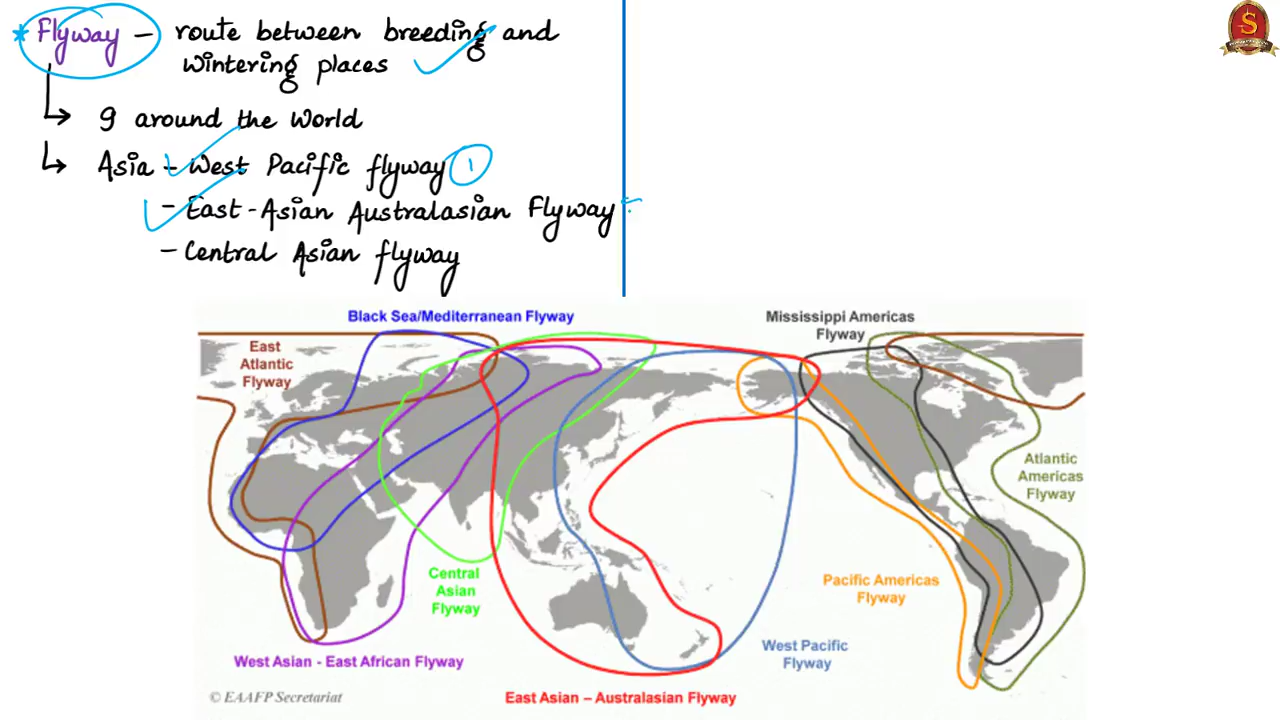 * Flyway – route between breeding and
wintering places
↳ 9 around the World
↳ Asia – West Pacific flyway ①
– East-Asian Australasian Flyway -
– Central Asian flyway
S
Black Sea/Mediterranean Flyway
Mississippi Americas
Flyway
East
Atlantic
Flyway
Atlantic
Americas
Flyway
Central
Asian
Flyway
Pacific Americas
Flyway
West Asian - East African Flyway
West Pacific
Flyway
© EAAFP Secretariat
East Asian – Australasian Flyway